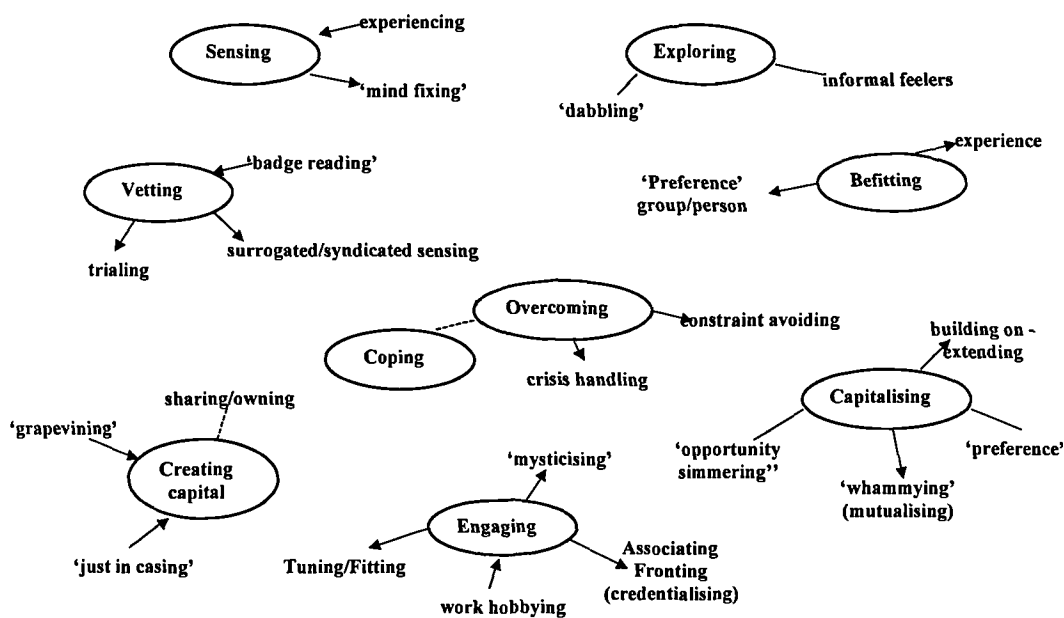 experiencing
Sensing
'mind fixing'
Exploring
informal feelers
'dabbling'
'badge reading'
Vetting
surrogated/syndicated sensing
trialing
experience
Befitting
'Preference'
group/person
Overcoming
constraint avoiding
Coping
crisis handling
building on -
extending
Capitalising
'opportunity
simmering''
'preference'
'whammying'
(mutualising)
sharing/owning
'grapevining'
Creating
capital
'just in casing'
'mysticising'
Engaging
Tuning/Fitting
Associating
Fronting
(credentialising)
work hobbying